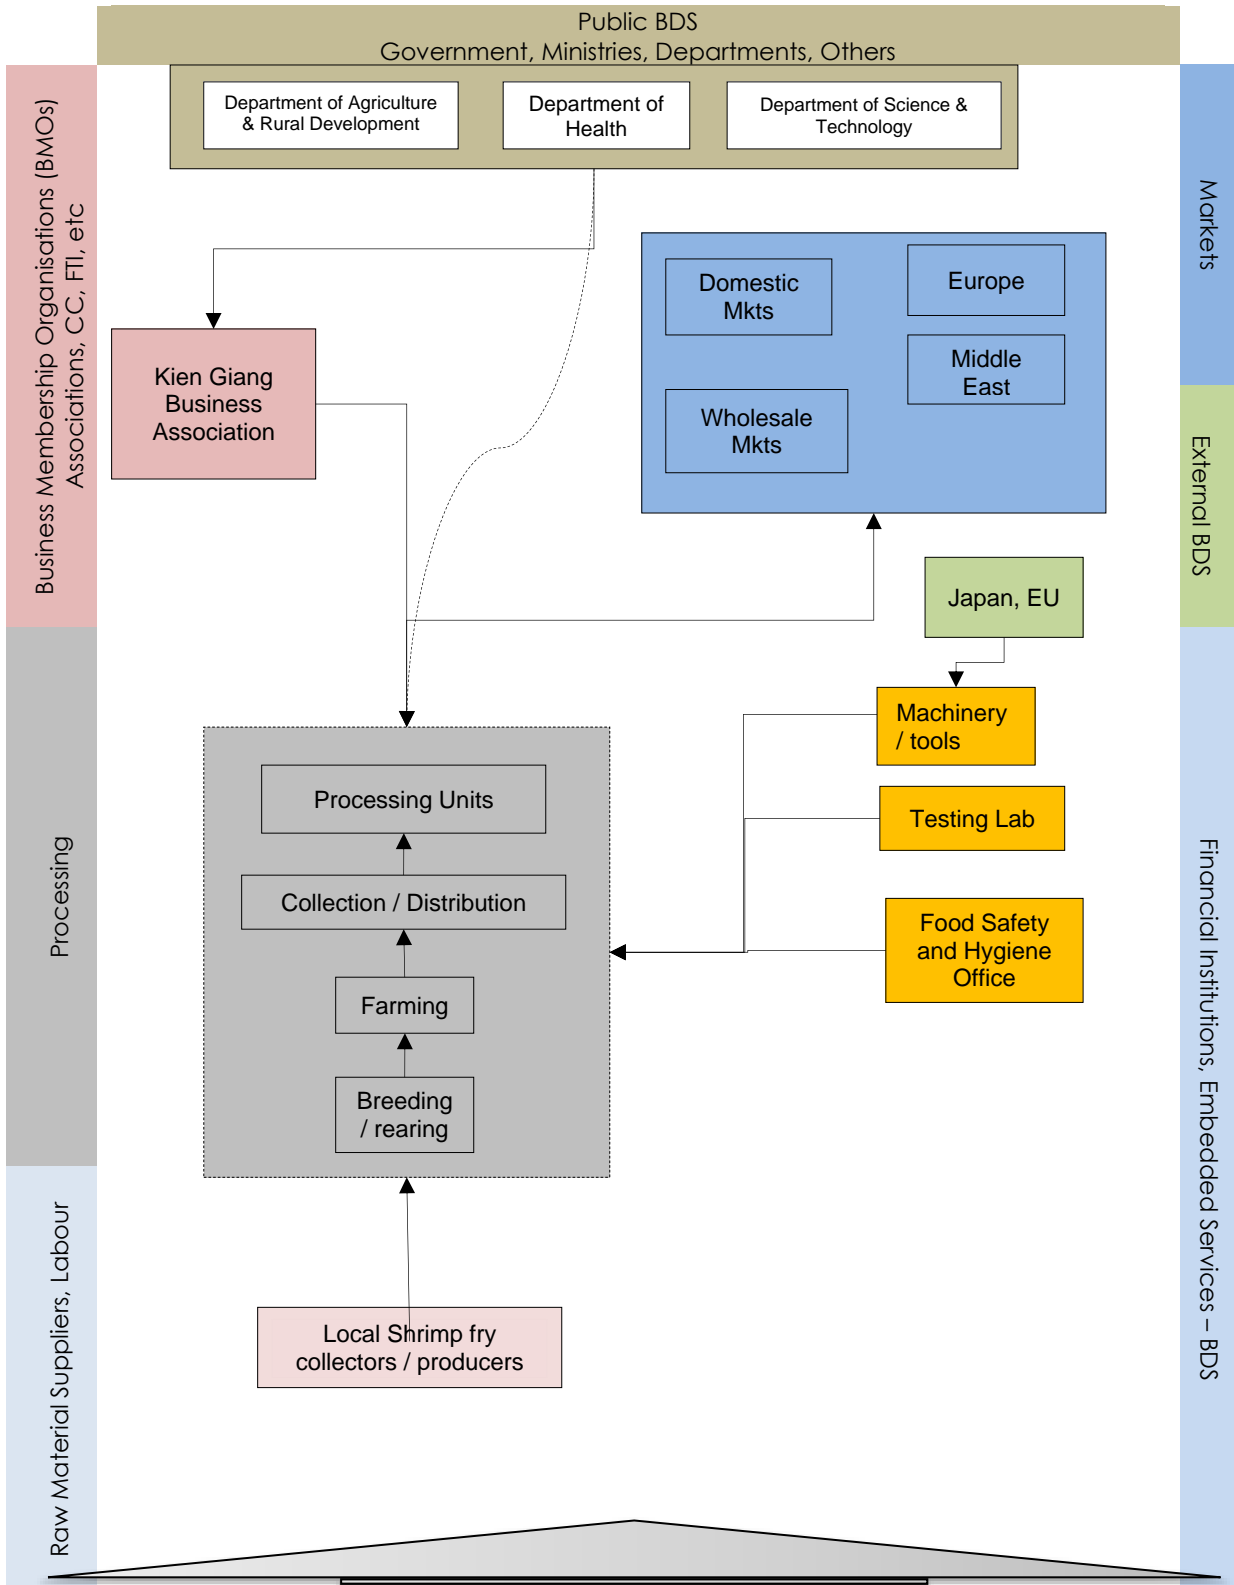 Public BDS
Government, Ministries, Departments, Others
Department of Agriculture
& Rural Development
Department of
Health
Department of Science &
Technology
Business Membership Organisations (BMOs)
Associations, CC, FTI, etc
Markets
Domestic
Mkts
Europe
Middle
East
Wholesale
Mkts
Kien Giang
Business
Association
External BDS
Japan, EU
Processing
Machinery
/ tools
Processing Units
Testing Lab
Collection / Distribution
Food Safety
and Hygiene
Office
Farming
Breeding
/ rearing
Financial Institutions, Embedded Services – BDS
Raw Material Suppliers, Labour
Local Shrimp fry
collectors / producers